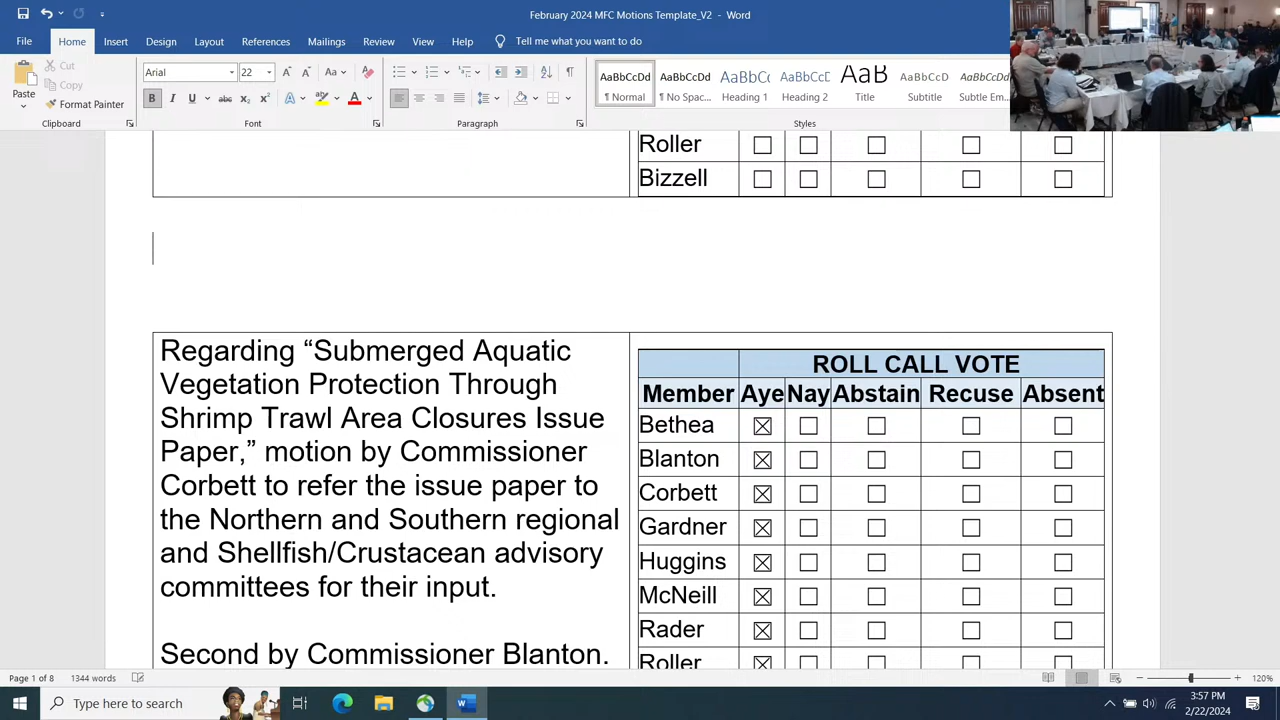 February 2024 MFC Motions Template_V2 - Word
File Home Insert Design Layout References Mailings Review View Help Tell me what you want to do
Paste
Cut
Copy
Format Painter
Clipboard
Arial 22
Font
Paragraph
AaBbCcDd AaBbCcDd AaBbCc AaBbCcD AaB AaBbCcD AaBbCcDd
¶ Normal ¶ No Spac... Heading 1 Heading 2 Title Subtitle Subtle Em...
Styles
Roller
Bizzell
Regarding “Submerged Aquatic
Vegetation Protection Through
Shrimp Trawl Area Closures Issue
Paper,” motion by Commissioner
Corbett to refer the issue paper to
the Northern and Southern regional
and Shellfish/Crustacean advisory
committees for their input.
Second by Commissioner Blanton.
ROLL CALL VOTE
Member Aye Nay Abstain Recuse Absent
Bethea ☒ ☐ ☐ ☐ ☐
Blanton ☒ ☐ ☐ ☐ ☐
Corbett ☒ ☐ ☐ ☐ ☐
Gardner ☒ ☐ ☐ ☐ ☐
Huggins ☒ ☐ ☐ ☐ ☐
McNeill ☒ ☐ ☐ ☐ ☐
Rader ☒ ☐ ☐ ☐ ☐
Roller ☒ ☐ ☐ ☐ ☐
Page 1 of 8 1344 words 120%
Type here to search
3:57 PM
2/22/2024